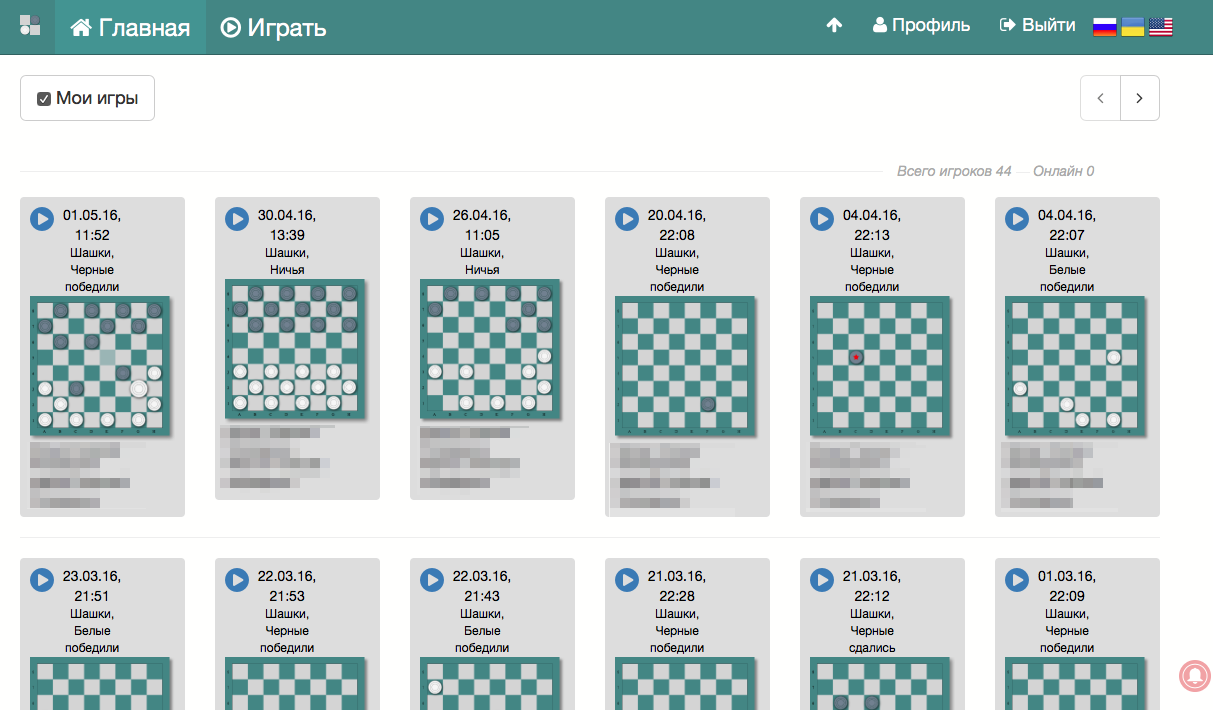 Главная
Играть
Профиль
Выйти
Мои игры
Всего игроков 44 — Онлайн 0
01.05.16,
11:52
Шашки,
Черные
победили
30.04.16,
13:39
Шашки,
Ничья
26.04.16,
11:05
Шашки,
Ничья
20.04.16,
22:08
Шашки,
Черные
победили
04.04.16,
22:13
Шашки,
Черные
победили
04.04.16,
22:07
Шашки,
Белые
победили
23.03.16,
21:51
Шашки,
Белые
победили
22.03.16,
21:53
Шашки,
Черные
победили
22.03.16,
21:43
Шашки,
Белые
победили
21.03.16,
22:28
Шашки,
Черные
победили
21.03.16,
22:12
Шашки,
Черные
сдались
01.03.16,
22:09
Шашки,
Черные
победили